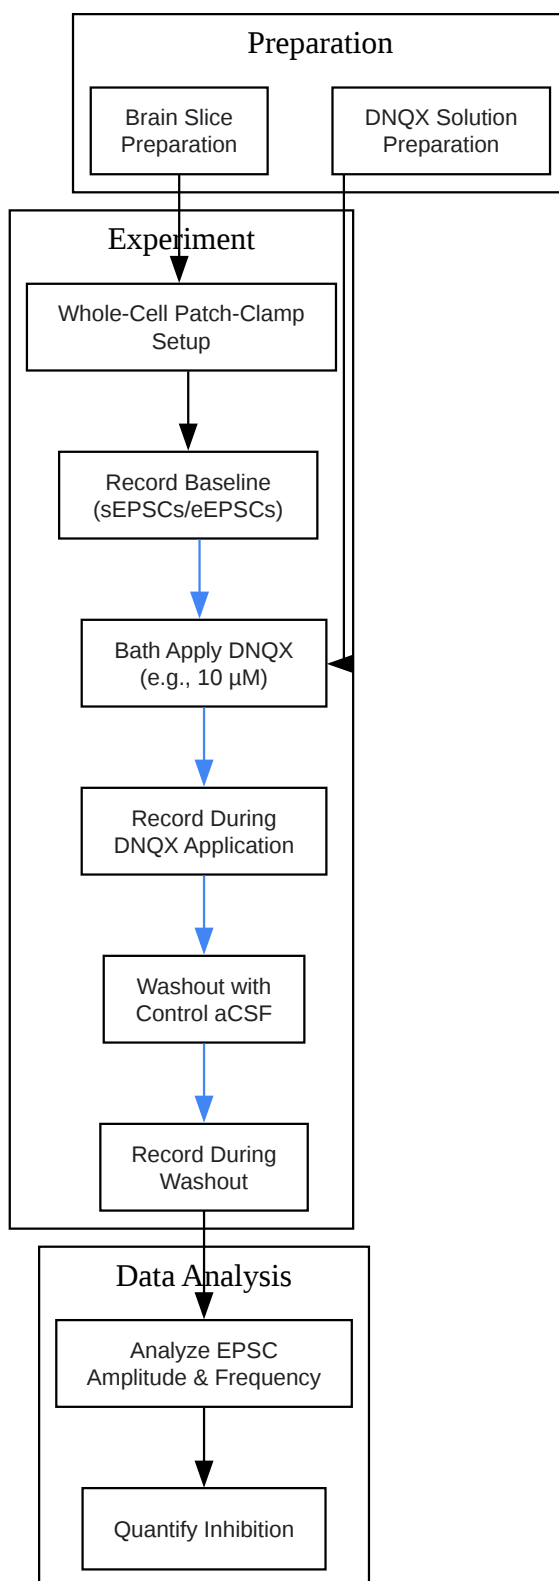 Preparation
Brain Slice
Preparation
DNQX Solution
Preparation
Experiment
Whole-Cell Patch-Clamp
Setup
Record Baseline
(sEPSCs/eEPSCs)
Bath Apply DNQX
(e.g., 10 µM)
Record During
DNQX Application
Washout with
Control aCSF
Record During
Washout
Data Analysis
Analyze EPSC
Amplitude & Frequency
Quantify Inhibition